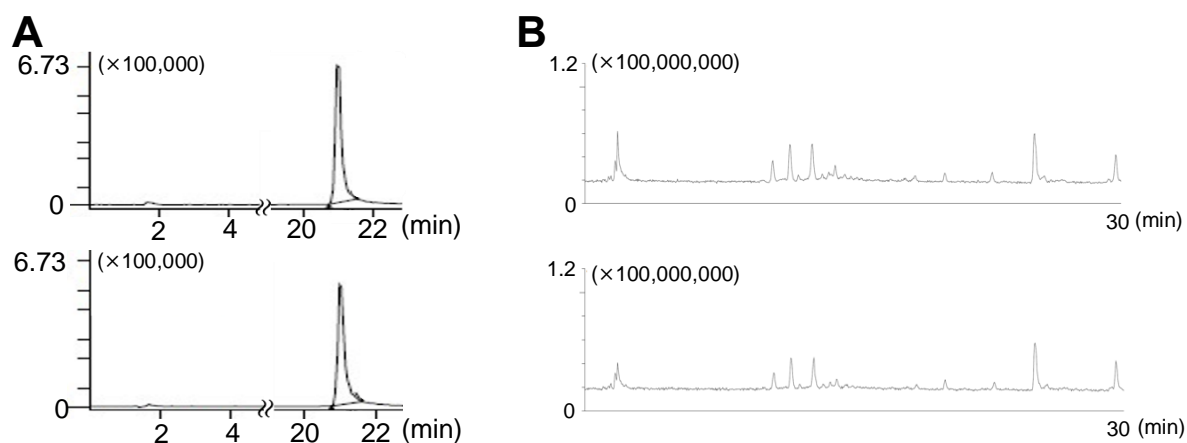 A
6.73 (×100,000)
0
2 4 20 22 (min)
6.73 (×100,000)
0
2 4 20 22 (min)
B
1.2 (×100,000,000)
0
30 (min)
1.2 (×100,000,000)
0
30 (min)